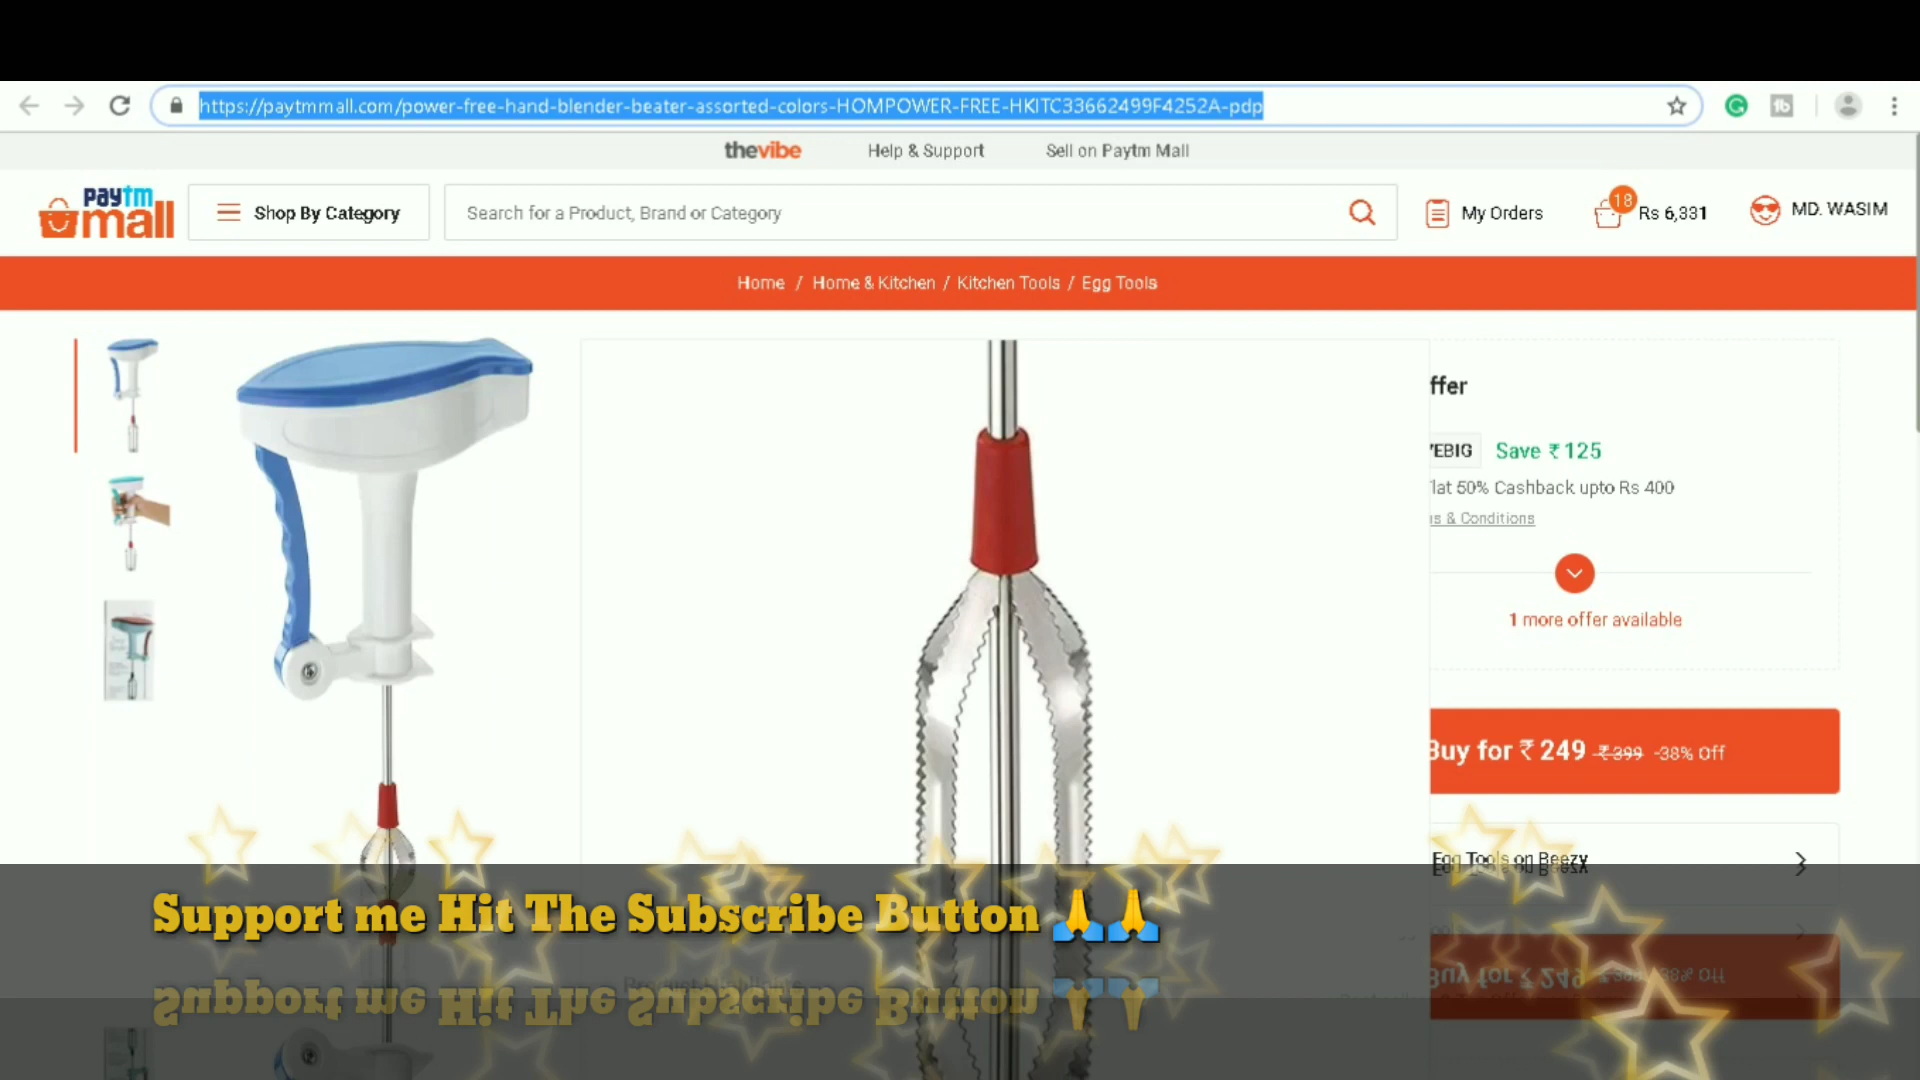 https://paytmmall.com/power-free-hand-blender-beater-assorted-colors-HOMPOWER-FREE-HKITC33662499F4252A-pdp
thevibe
Help & Support
Sell on Paytm Mall
paytm
mall
Shop By Category
Search for a Product, Brand or Category
My Orders
18
Rs 6,331
MD. WASIM
Home / Home & Kitchen / Kitchen Tools / Egg Tools
ffer
EBIG
Save ₹125
lat 50% Cashback upto Rs 400
s & Conditions
1 more offer available
Buy for ₹249 ₹399 -38% Off
Egg Tools on Beezy
Support me Hit The Subscribe Button 🙏🙏